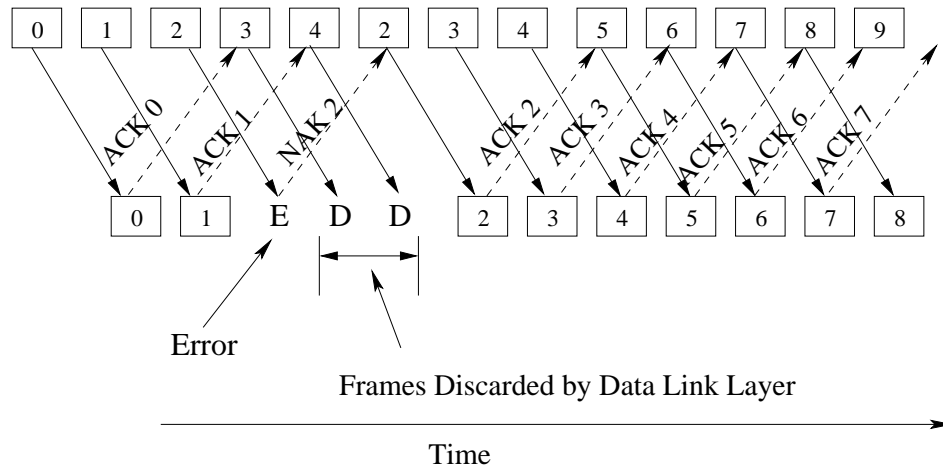 0 1 2 3 4 2 3 4 5 6 7 8 9
ACK 0 ACK 1 NAK 2 ACK 2 ACK 3 ACK 4 ACK 5 ACK 6 ACK 7
0 1 E D D 2 3 4 5 6 7 8
Error
Frames Discarded by Data Link Layer
Time